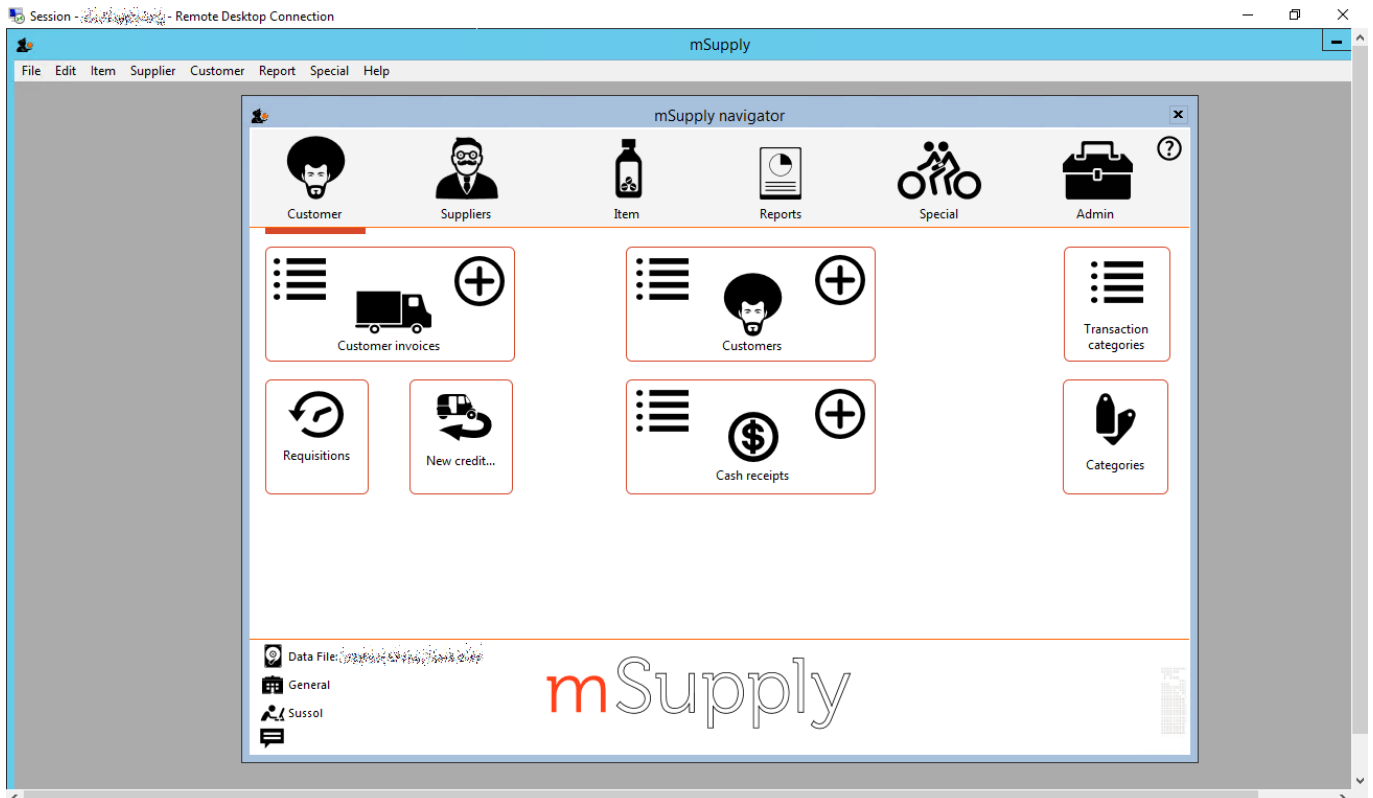 Session - - Remote Desktop Connection
mSupply
File Edit Item Supplier Customer Report Special Help
mSupply navigator
Customer Suppliers Item Reports Special Admin
Customer invoices Customers Transaction
categories
Requisitions New credit... Cash receipts Categories
Data File:
General
Sussol
mSupply